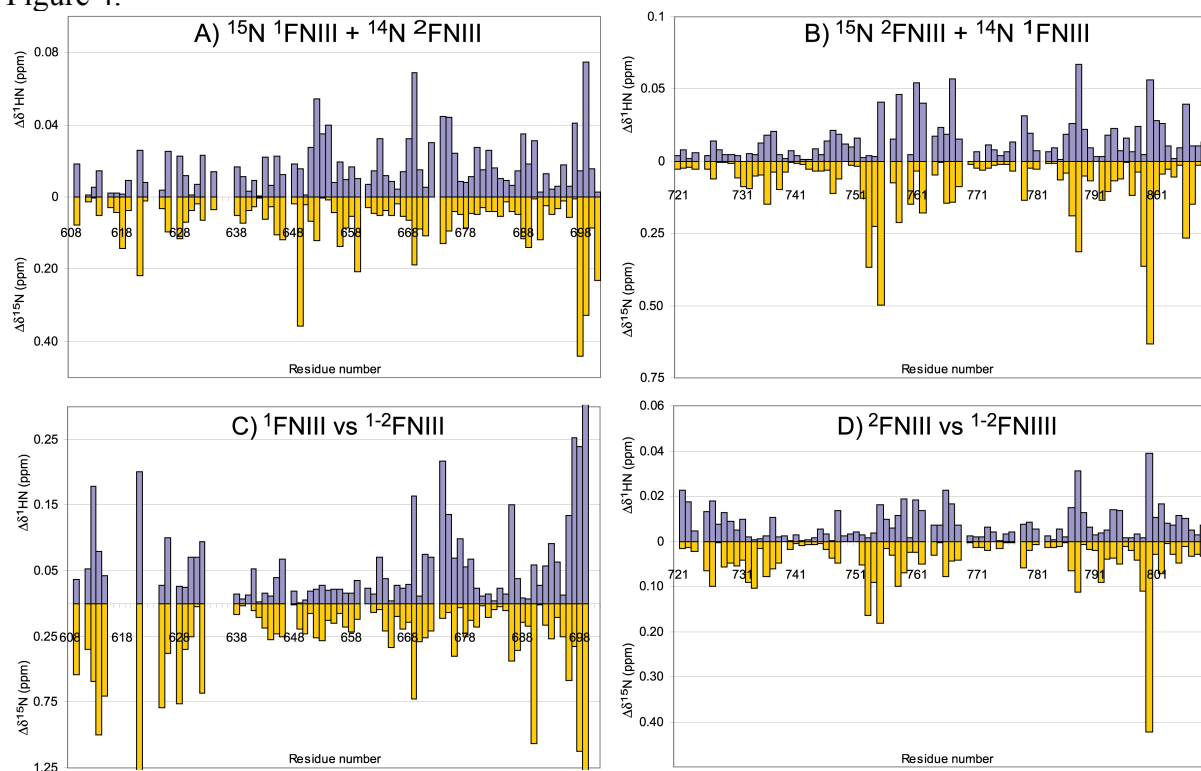 Figure 4.
A) ¹⁵N ¹FNIII + ¹⁴N ²FNIII
Δδ¹HN (ppm)
Δδ¹⁵N (ppm)
0.08
0.04
0
0.20
0.40
608 618 628 638 648 658 668 678 688 698
Residue number
B) ¹⁵N ²FNIII + ¹⁴N ¹FNIII
Δδ¹HN (ppm)
Δδ¹⁵N (ppm)
0.1
0.05
0
0.25
0.50
0.75
721 731 741 751 761 771 781 791 801
Residue number
C) ¹FNIII vs ¹⁻²FNIII
Δδ¹HN (ppm)
Δδ¹⁵N (ppm)
0.25
0.15
0.05
0.25
0.75
1.25
608 618 628 638 648 658 668 678 688 698
Residue number
D) ²FNIII vs ¹⁻²FNIIII
Δδ¹HN (ppm)
Δδ¹⁵N (ppm)
0.06
0.04
0.02
0
0.10
0.20
0.30
0.40
721 731 741 751 761 771 781 791 801
Residue number